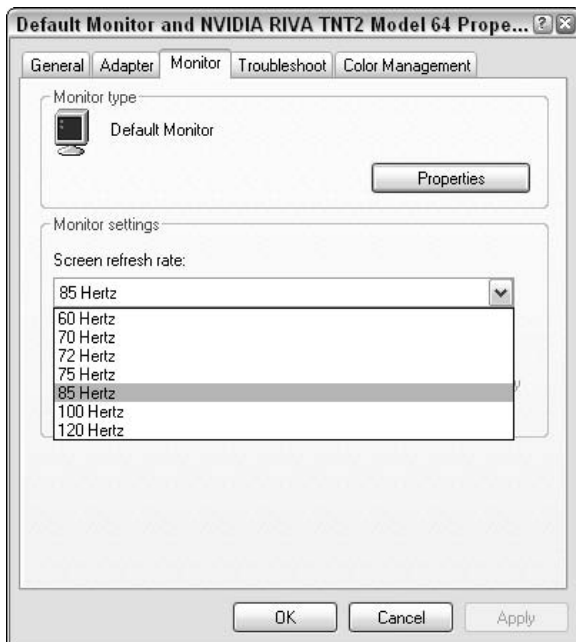 Default Monitor and NVIDIA RIVA TNT2 Model 64 Prope...
General Adapter Monitor Troubleshoot Color Management
Monitor type
Default Monitor
Properties
Monitor settings
Screen refresh rate:
85 Hertz
60 Hertz
70 Hertz
72 Hertz
75 Hertz
85 Hertz
100 Hertz
120 Hertz
OK Cancel Apply